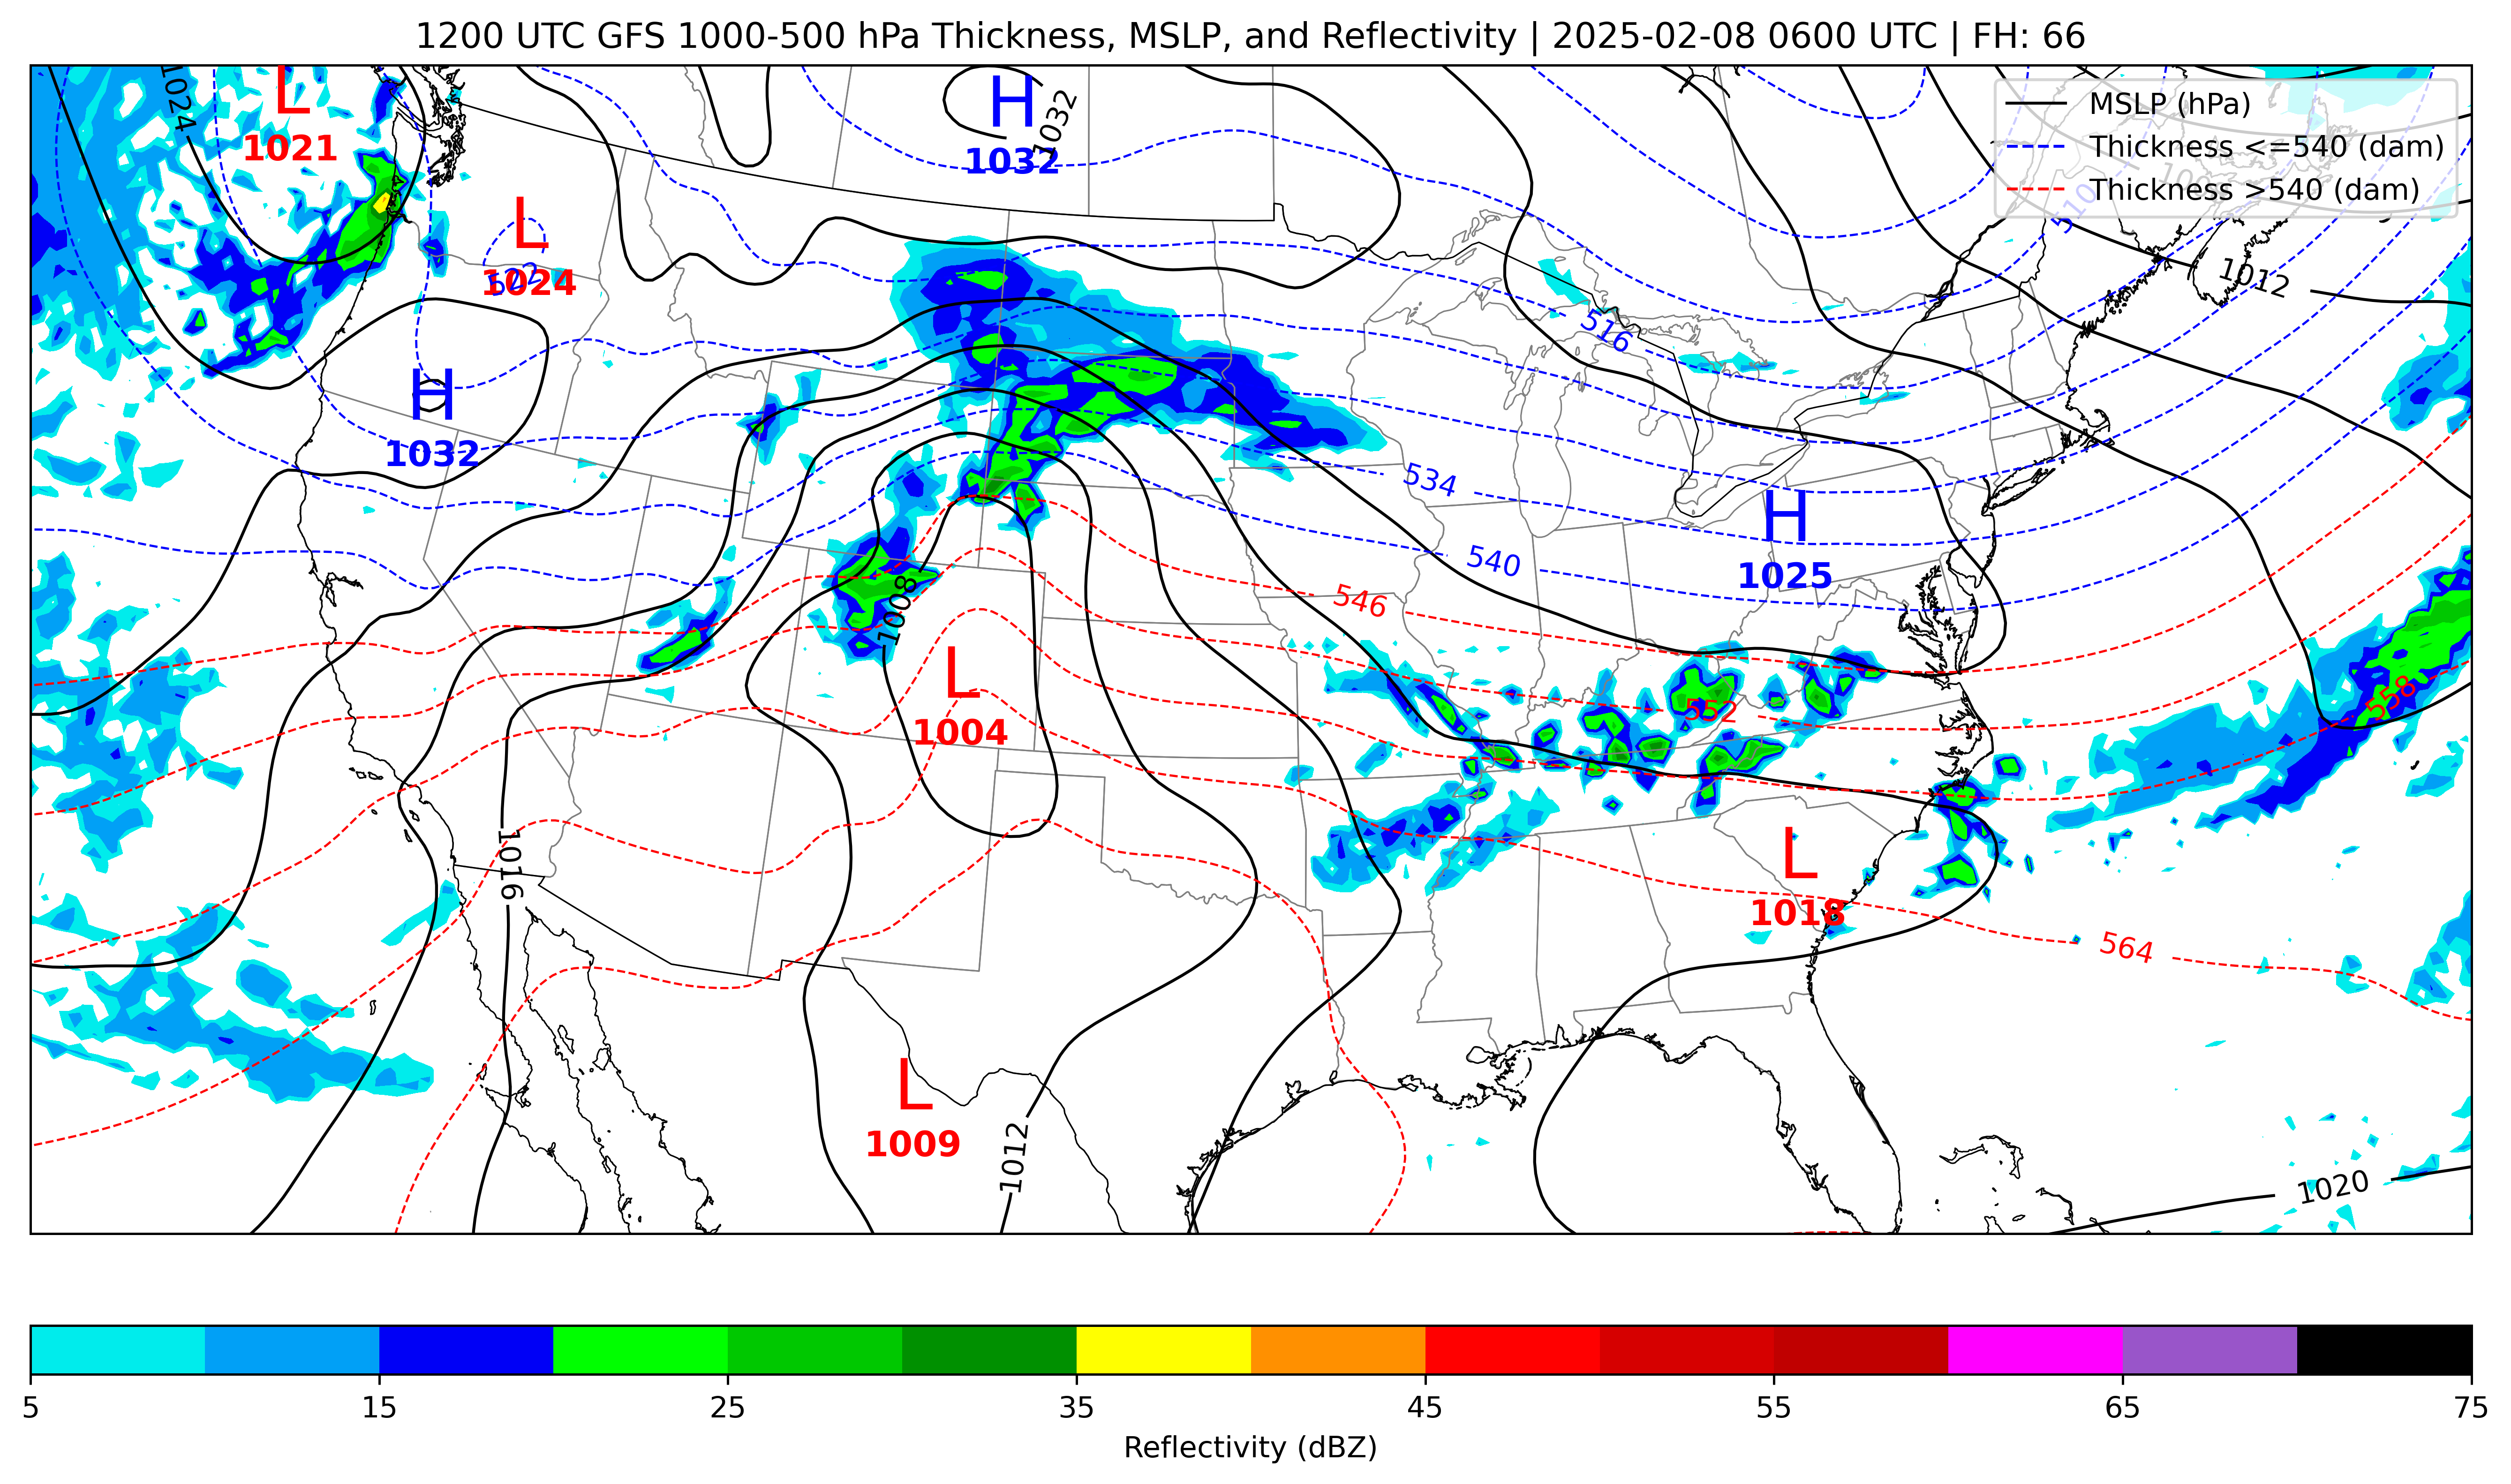 1200 UTC GFS 1000-500 hPa Thickness, MSLP, and Reflectivity | 2025-02-08 0600 UTC | FH: 66
MSLP (hPa)
Thickness <=540 (dam)
Thickness >540 (dam)
1024
L
1021
H
1032
1032
L
1024
522
510
1012
516
H
1032
534
H
1025
540
546
1008
L
1004
552
558
L
1018
1016
564
L
1009
1012
1020
5 15 25 35 45 55 65 75
Reflectivity (dBZ)